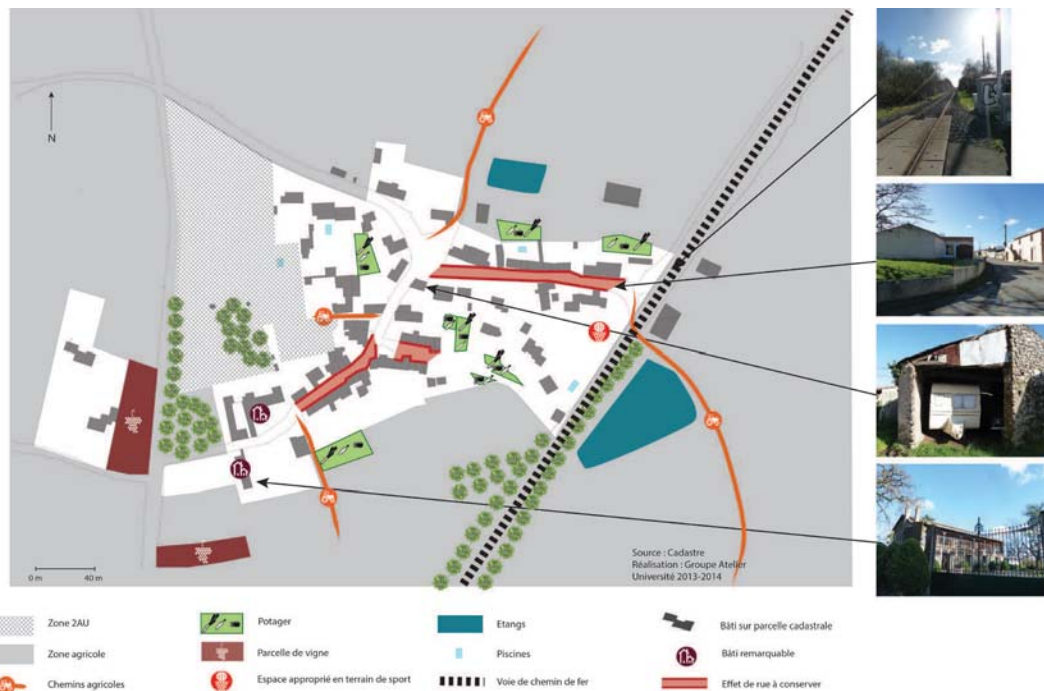 N
0 m 40 m
Source : Cadastre
Réalisation : Groupe Atelier
Université 2013-2014
Zone 2AU
Potager
Etangs
Bâti sur parcelle cadastrale
Zone agricole
Parcelle de vigne
Piscines
Bâti remarquable
Chemins agricoles
Espace approprié en terrain de sport
Voie de chemin de fer
Effet de rue à conserver